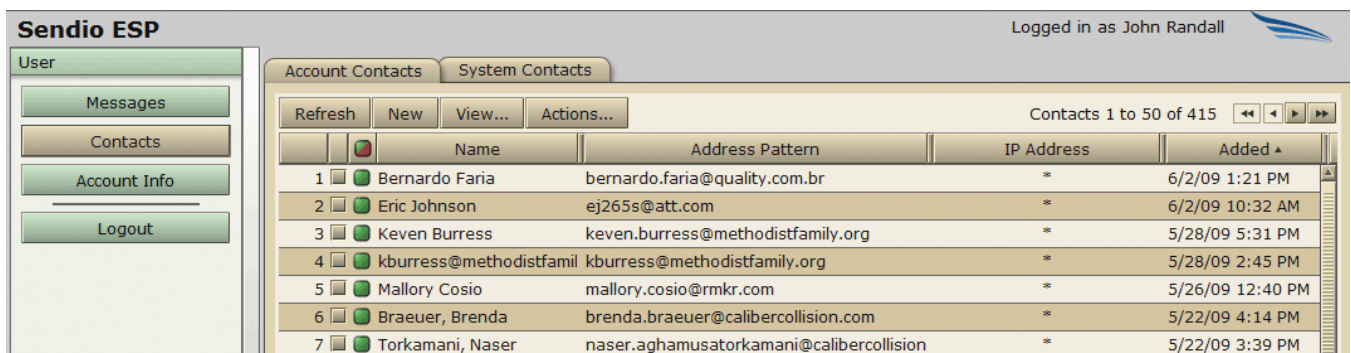 Sendio ESP
Logged in as John Randall
User
Messages
Contacts
Account Info
Logout
Account Contacts System Contacts
Refresh New View... Actions... Contacts 1 to 50 of 415
Name Address Pattern IP Address Added
1 Bernardo Faria bernardo.faria@quality.com.br * 6/2/09 1:21 PM
2 Eric Johnson ej265s@att.com * 6/2/09 10:32 AM
3 Keven Burress keven.burress@methodistfamily.org * 5/28/09 5:31 PM
4 kburress@methodistfamil kburress@methodistfamily.org * 5/28/09 2:45 PM
5 Mallory Cosio mallory.cosio@rmkr.com * 5/26/09 12:40 PM
6 Braeuer, Brenda brenda.braeuer@calibercollision.com * 5/22/09 4:14 PM
7 Torkamani, Naser naser.aghamusatorkamani@calibercollision * 5/22/09 3:39 PM